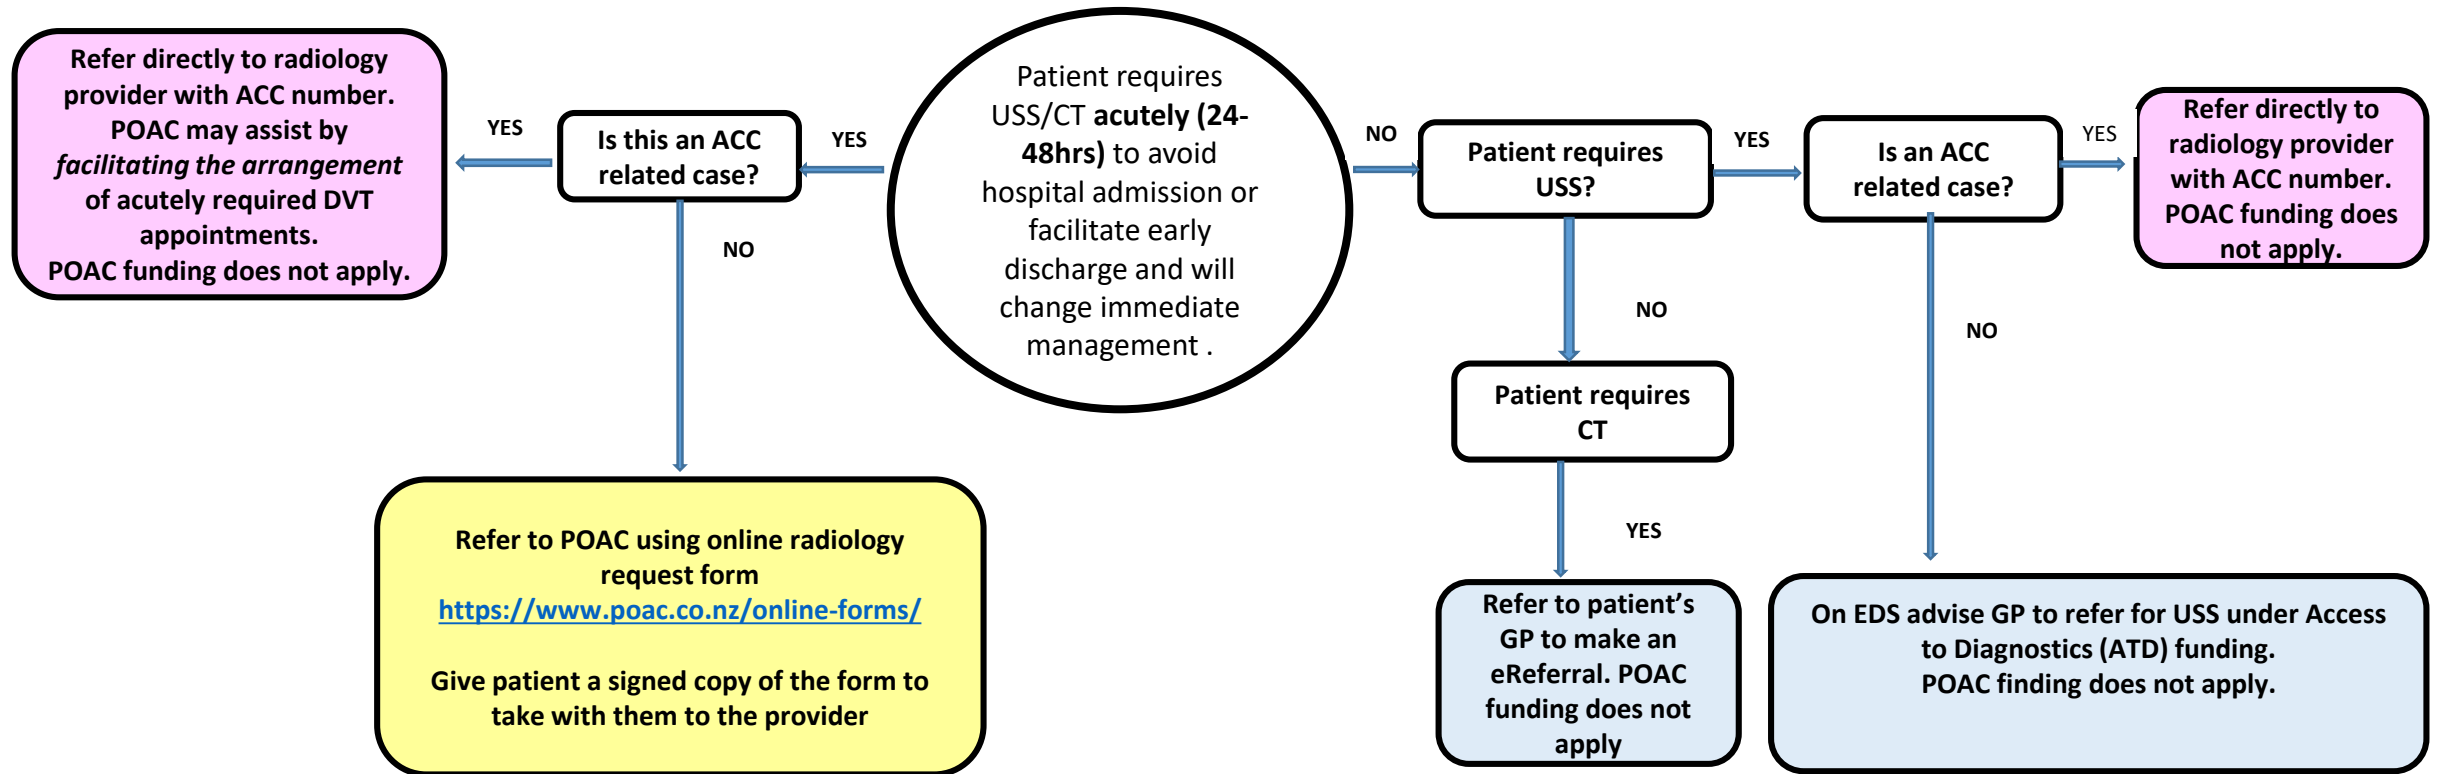 Refer directly to radiology
provider with ACC number.
POAC may assist by
facilitating the arrangement
of acutely required DVT
appointments.
POAC funding does not apply.
YES
Is this an ACC
related case?
YES
NO
Patient requires
USS/CT acutely (24-
48hrs) to avoid
hospital admission or
facilitate early
discharge and will
change immediate
management .
NO
Patient requires
USS?
YES
Is an ACC
related case?
YES
Refer directly to
radiology provider
with ACC number.
POAC funding does
not apply.
NO
NO
Patient requires
CT
YES
Refer to POAC using online radiology
request form
https://www.poac.co.nz/online-forms/
Give patient a signed copy of the form to
take with them to the provider
Refer to patient’s
GP to make an
eReferral. POAC
funding does not
apply
On EDS advise GP to refer for USS under Access
to Diagnostics (ATD) funding.
POAC finding does not apply.